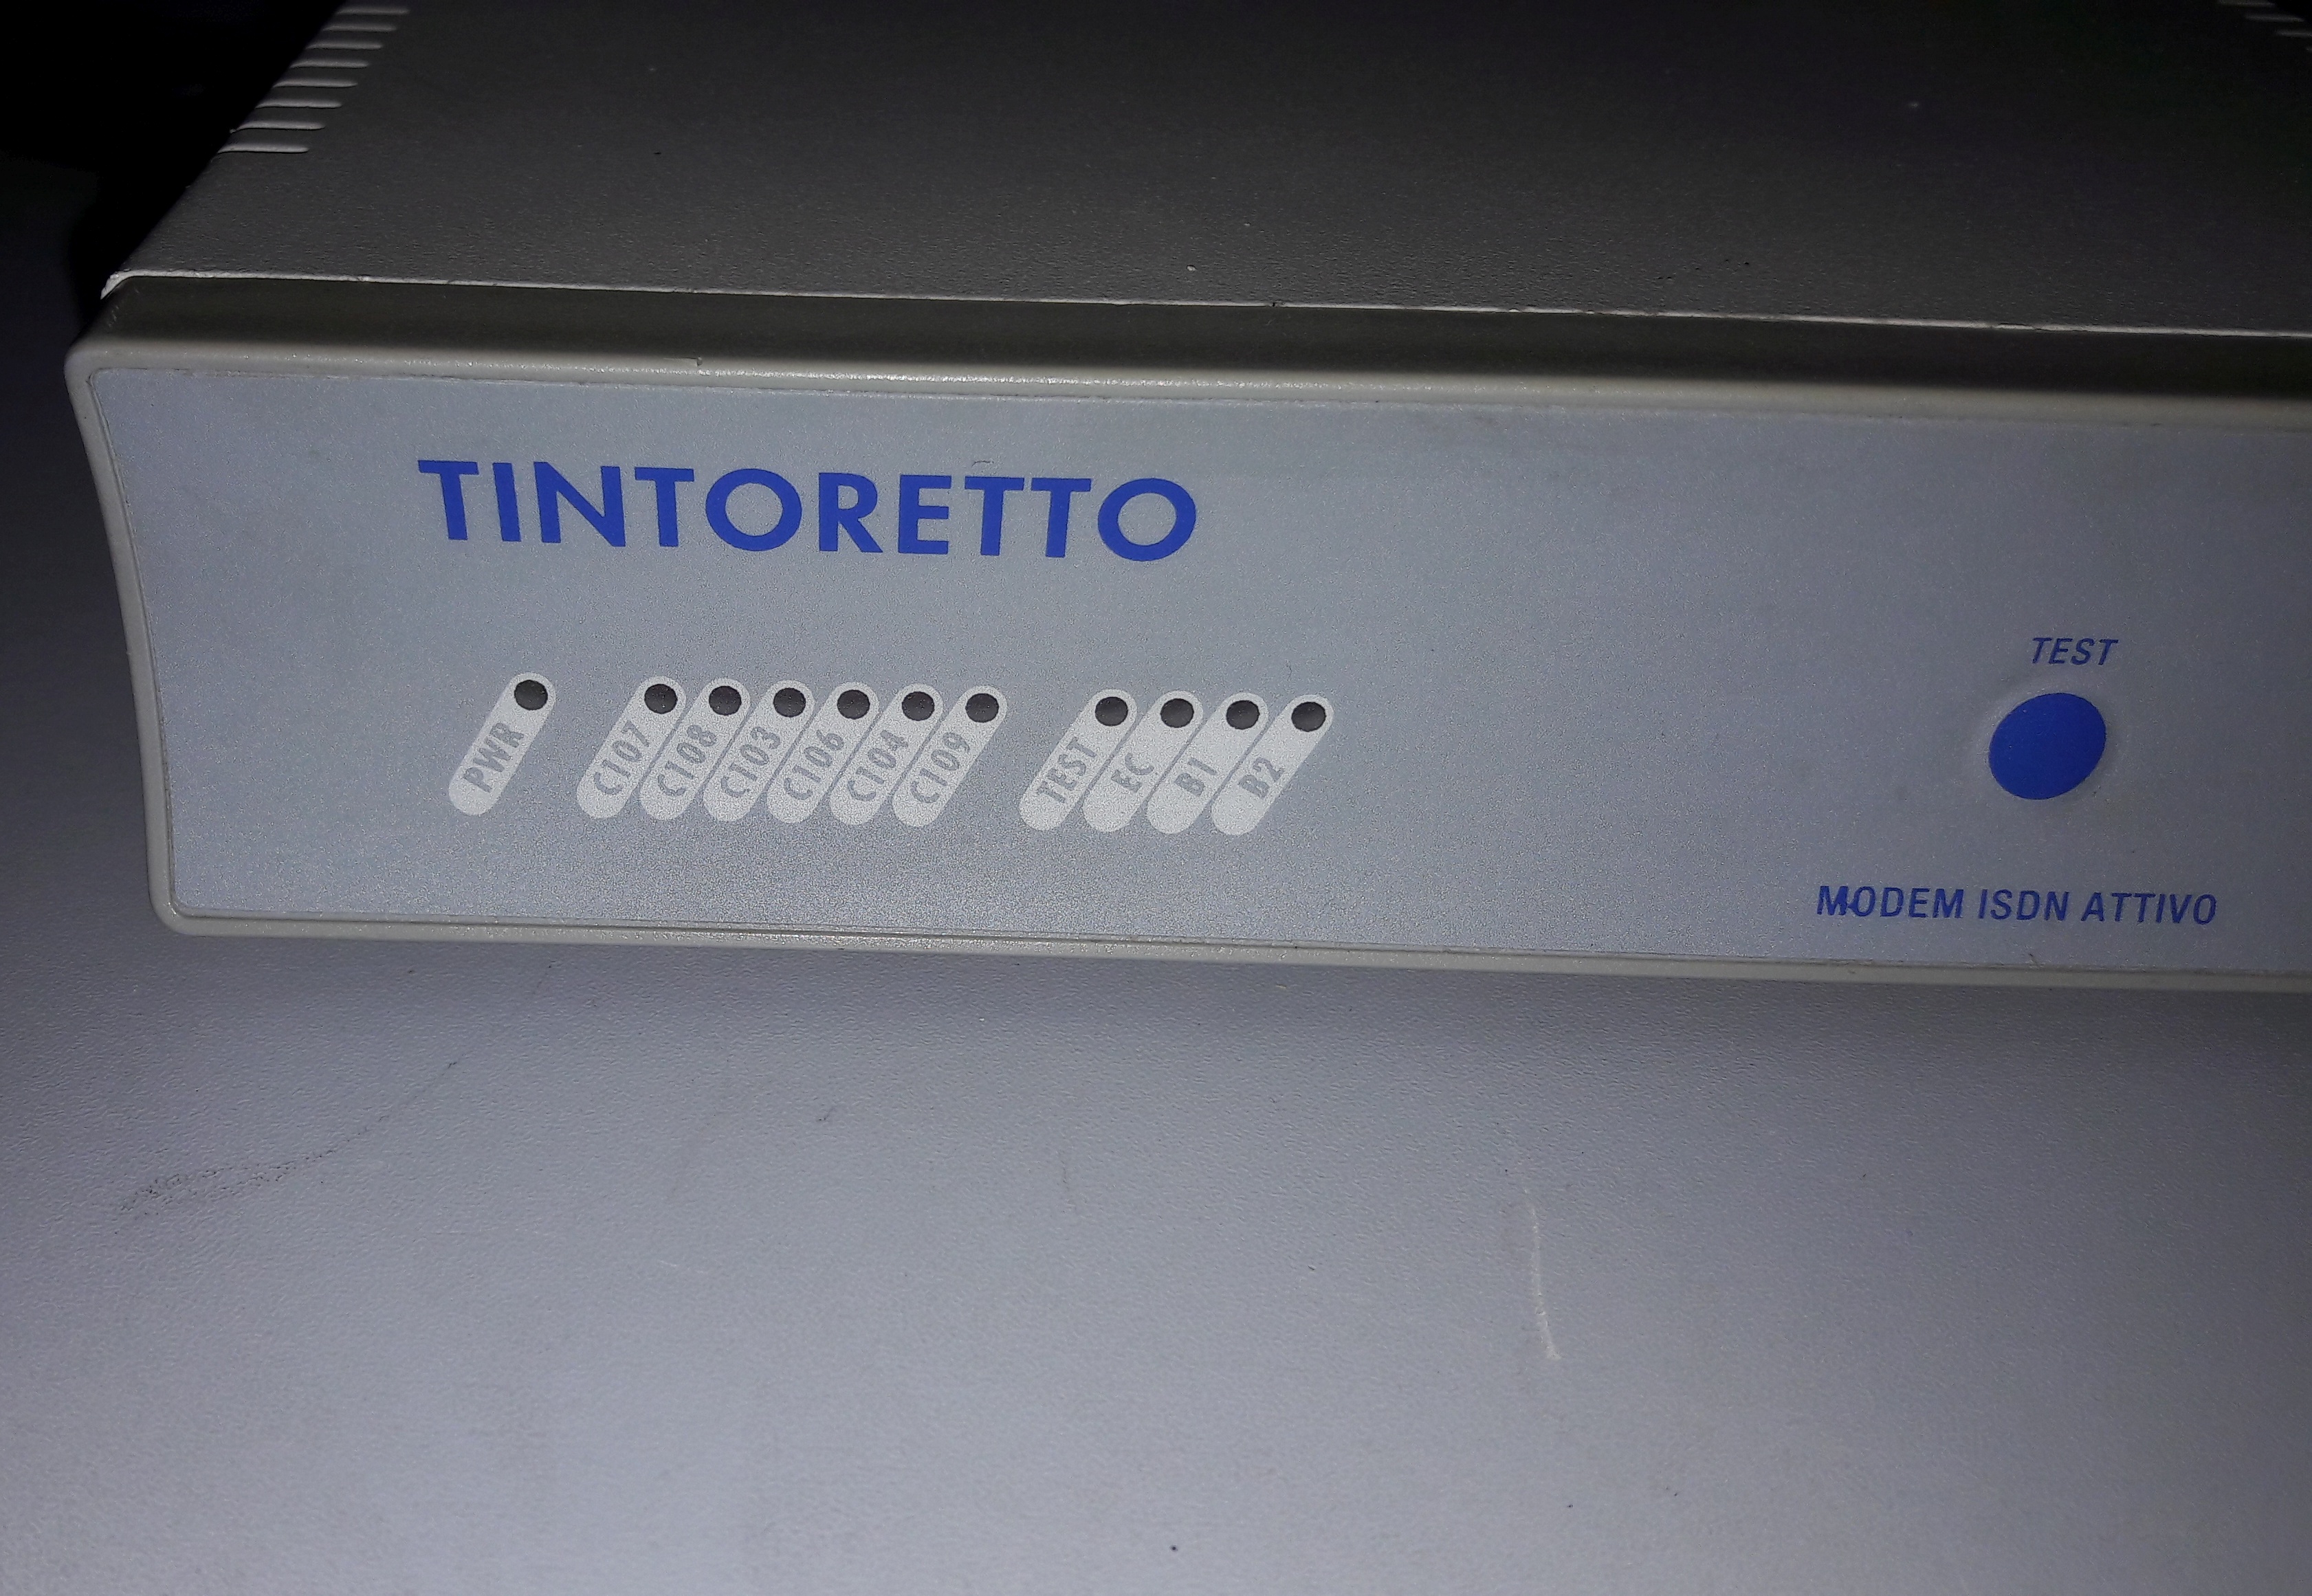 TINTORETTO
PWR C107 C108 C103 C106 C104 C109 TEST EC B1 B2
TEST
MODEM ISDN ATTIVO